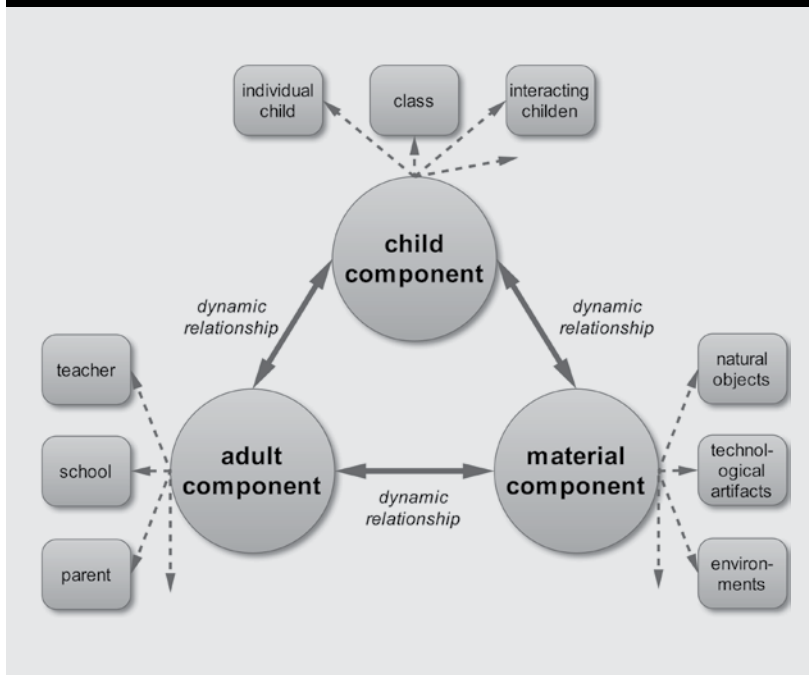 individual
child
class
interacting
childen
child
component
dynamic
relationship
dynamic
relationship
teacher
school
parent
adult
component
dynamic
relationship
material
component
natural
objects
technol-
ogical
artifacts
environ-
ments